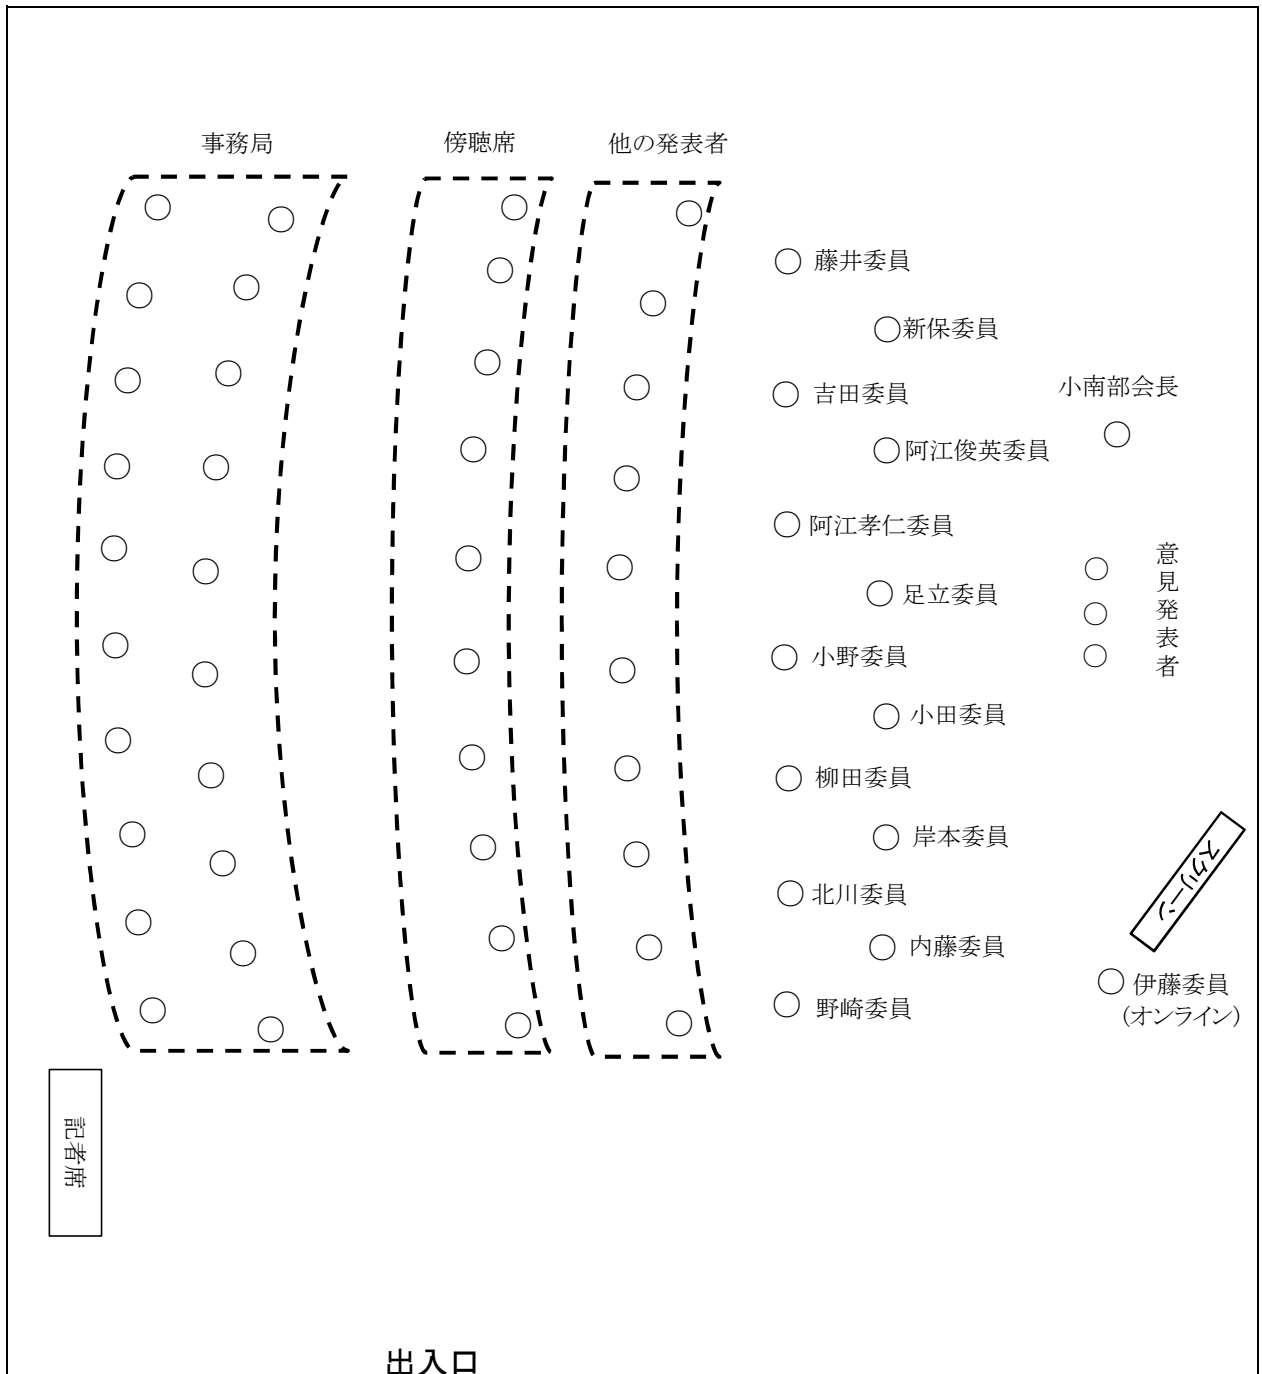 事務局
傍聴席
他の発表者
藤井委員
新保委員
吉田委員
小南部会長
阿江俊英委員
阿江孝仁委員
意見発表者
足立委員
小野委員
小田委員
柳田委員
岸本委員
スクリーン
北川委員
内藤委員
伊藤委員
(オンライン)
野崎委員
記者席
出入口